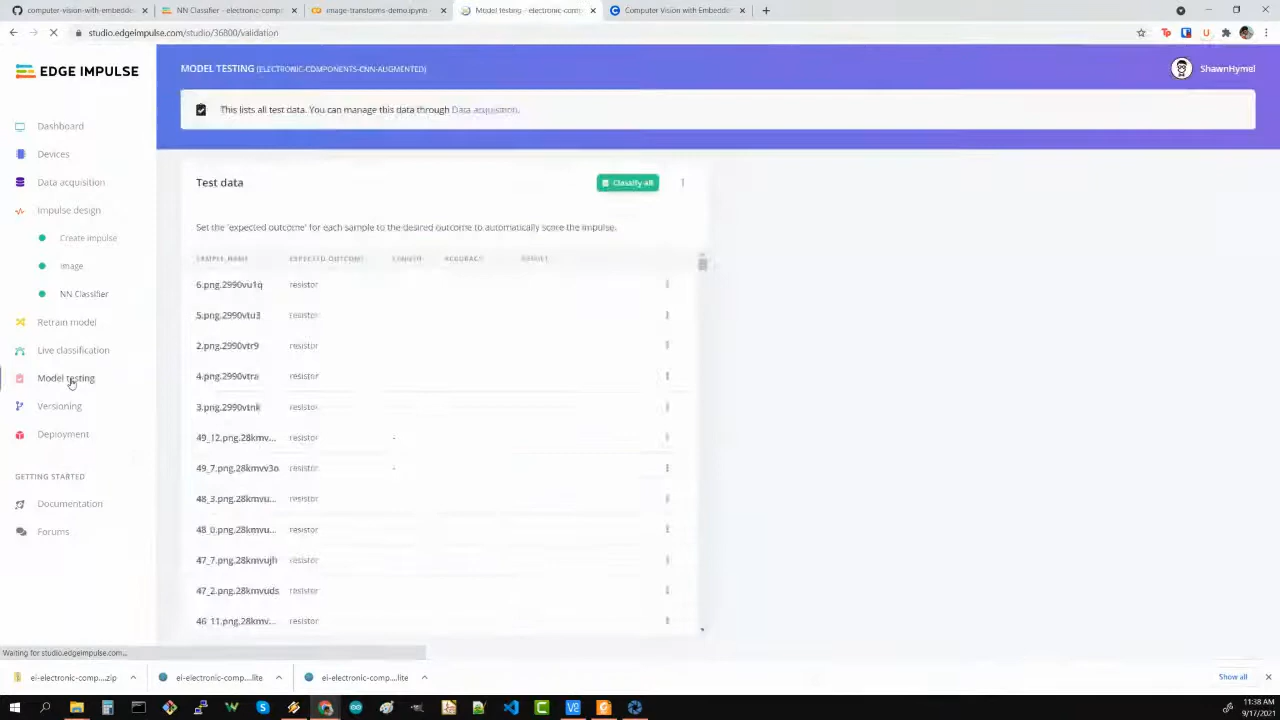 computer-vision-with-embedde
NN Classifier - electronic-comp
image-transforms-demo.ipynb
Model testing - electronic-com
Computer Vision with Embedde
studio.edgeimpulse.com/studio/36800/validation
EDGE IMPULSE
MODEL TESTING (ELECTRONIC-COMPONENTS-CNN-AUGMENTED)
ShawnHymel
This lists all test data. You can manage this data through Data acquisition.
Dashboard
Devices
Data acquisition
Impulse design
Create impulse
Image
NN Classifier
Retrain model
Live classification
Model testing
Versioning
Deployment
GETTING STARTED
Documentation
Forums
Test data
Classify all
Set the 'expected outcome' for each sample to the desired outcome to automatically score the impulse.
SAMPLE NAME EXPECTED OUTCOME LENGTH ACCURACY RESULT
6.png.2990vu1q resistor
5.png.2990vtu3 resistor
2.png.2990vtr9 resistor
4.png.2990vtra resistor
3.png.2990vtnk resistor
49_12.png.28kmv... resistor -
49_7.png.28kmvv3o resistor -
48_3.png.28kmvu... resistor
48_0.png.28kmvu... resistor
47_7.png.28kmvujh resistor
47_2.png.28kmvuds resistor
46_11.png.28kmv... resistor
Waiting for studio.edgeimpulse.com...
ei-electronic-comp....zip
ei-electronic-comp....lite
ei-electronic-comp....lite
Show all
11:38 AM
9/17/2021